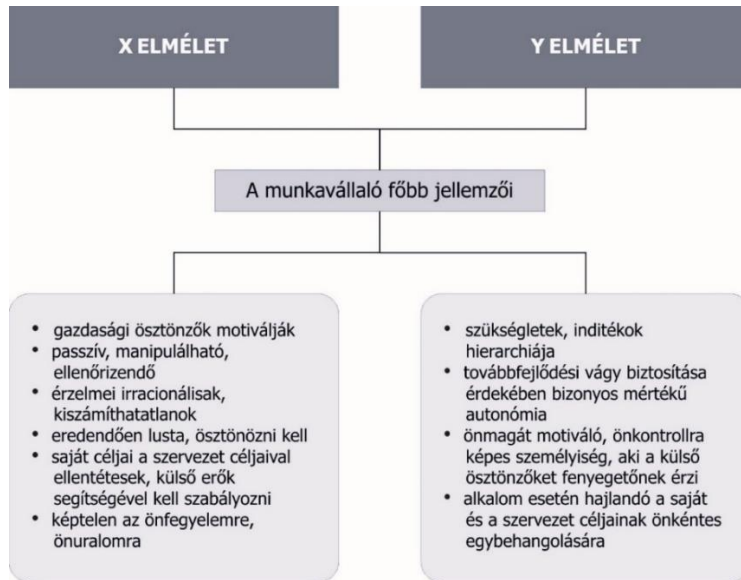 X ELMÉLET
Y ELMÉLET
A munkavállaló főbb jellemzői
• gazdasági ösztönzők motiválják
• passzív, manipulálható,
ellenőrizendő
• érzelmei irracionálisak,
kiszámíthatatlanok
• eredendően lusta, ösztönözni kell
• saját céljai a szervezet céljaival
ellentétesek, külső erők
segítségével kell szabályozni
• képtelen az önfegyelemre,
önuralomra
• szükségletek, inditékok
hierarchiája
• továbbfejlődési vágy biztosítása
érdekében bizonyos mértékű
autonómia
• önmagát motiváló, önkontrollra
képes személyiség, aki a külső
ösztönzőket fenyegetőnek érzi
• alkalom esetén hajlandó a saját
és a szervezet céljainak önkéntes
egybehangolására